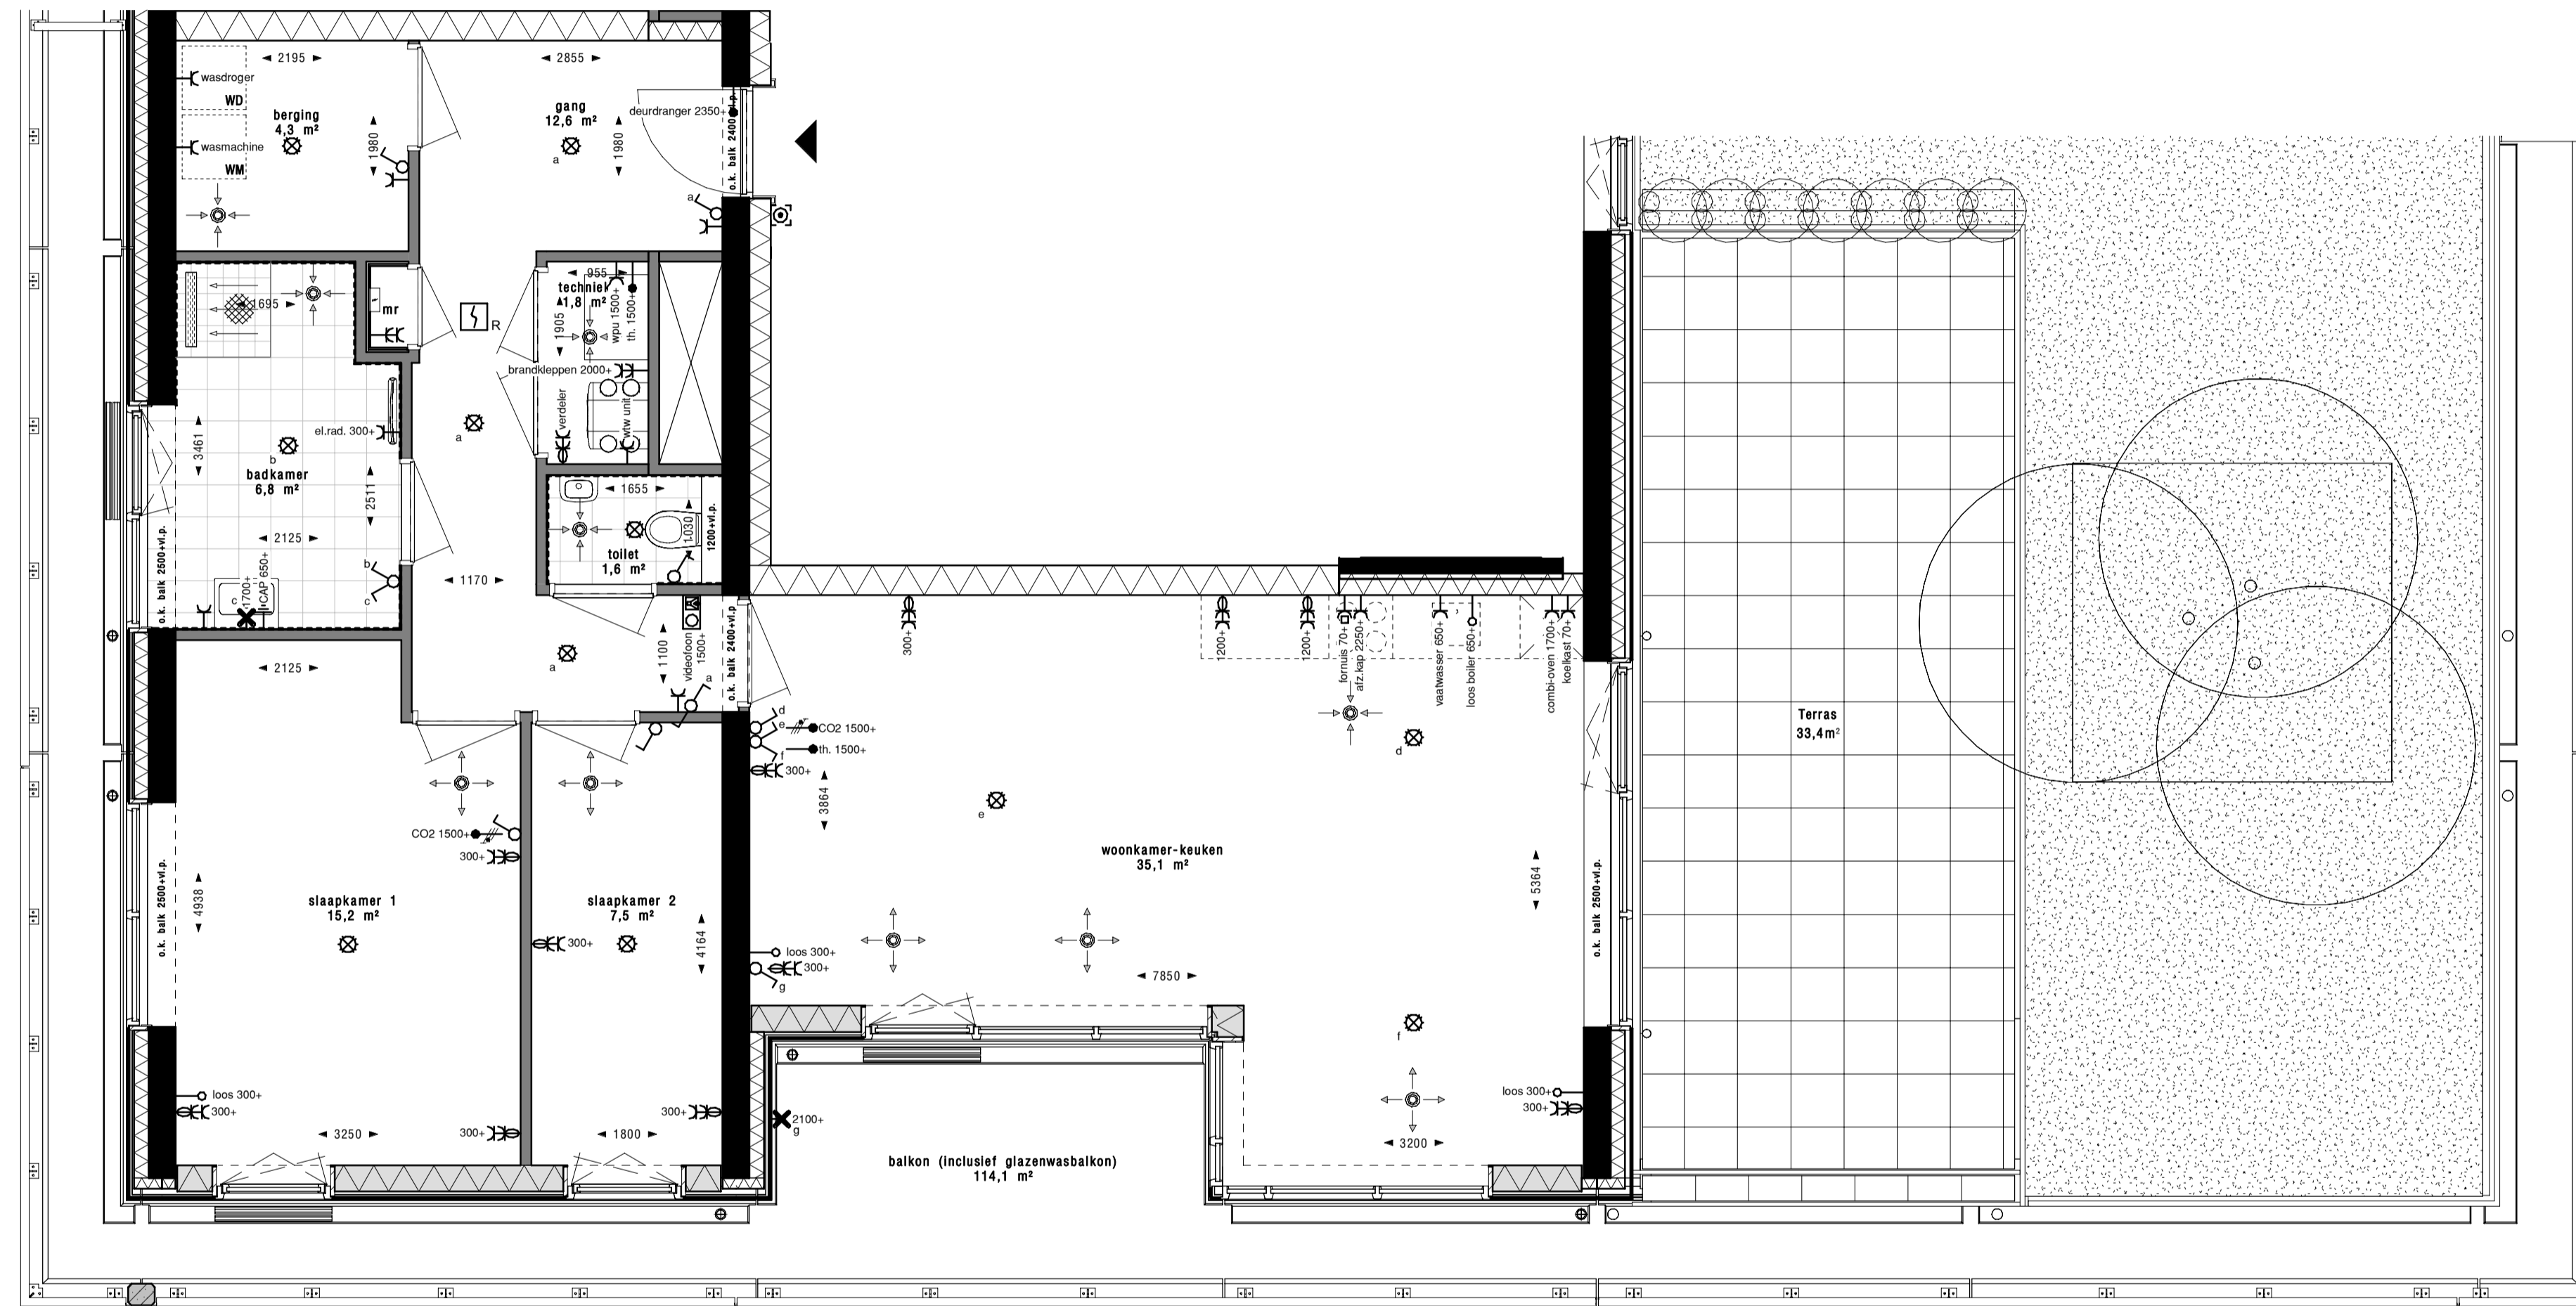 2195
2855
wasdroger
WD
berging
4,3 m²
gang
12,6 m²
deurdranger 2350+
1980
1980
wasmachine
WM
a
o.k. balk 2400+vl.p.
a
955
techniek
1,8 m²
1695
mr
R
1905
wpu 1500+
th. 1500+
brandkleppen 2000+
verdeler
wtw unit
a
el.rad. 300+
3461
b
badkamer
6,8 m²
2511
2125
1655
1030
1200+vl.p.
toilet
1,6 m²
o.k. balk 2500+vl.p.
b
c
c
1700+
CAP 650+
1170
a
1100
videofoon
1500+
a
o.k. balk 2400+vl.p
2125
300+
1200+
1200+
fornuis 70+
afz.kap 2250+
vaatwasser 650+
loos boiler 650+
combi-oven 1700+
koelkast 70+
d
e
f
CO2 1500+
th. 1500+
300+
3864
d
e
Terras
33,4m²
CO2 1500+
300+
woonkamer-keuken
35,1 m²
5364
o.k. balk 2500+vl.p.
o.k. balk 2500+vl.p.
4938
slaapkamer 1
15,2 m²
slaapkamer 2
7,5 m²
300+
4164
loos 300+
300+
g
7850
f
loos 300+
300+
loos 300+
300+
300+
300+
3250
1800
2100+
g
3200
balkon (inclusief glazenwasbalkon)
114,1 m²